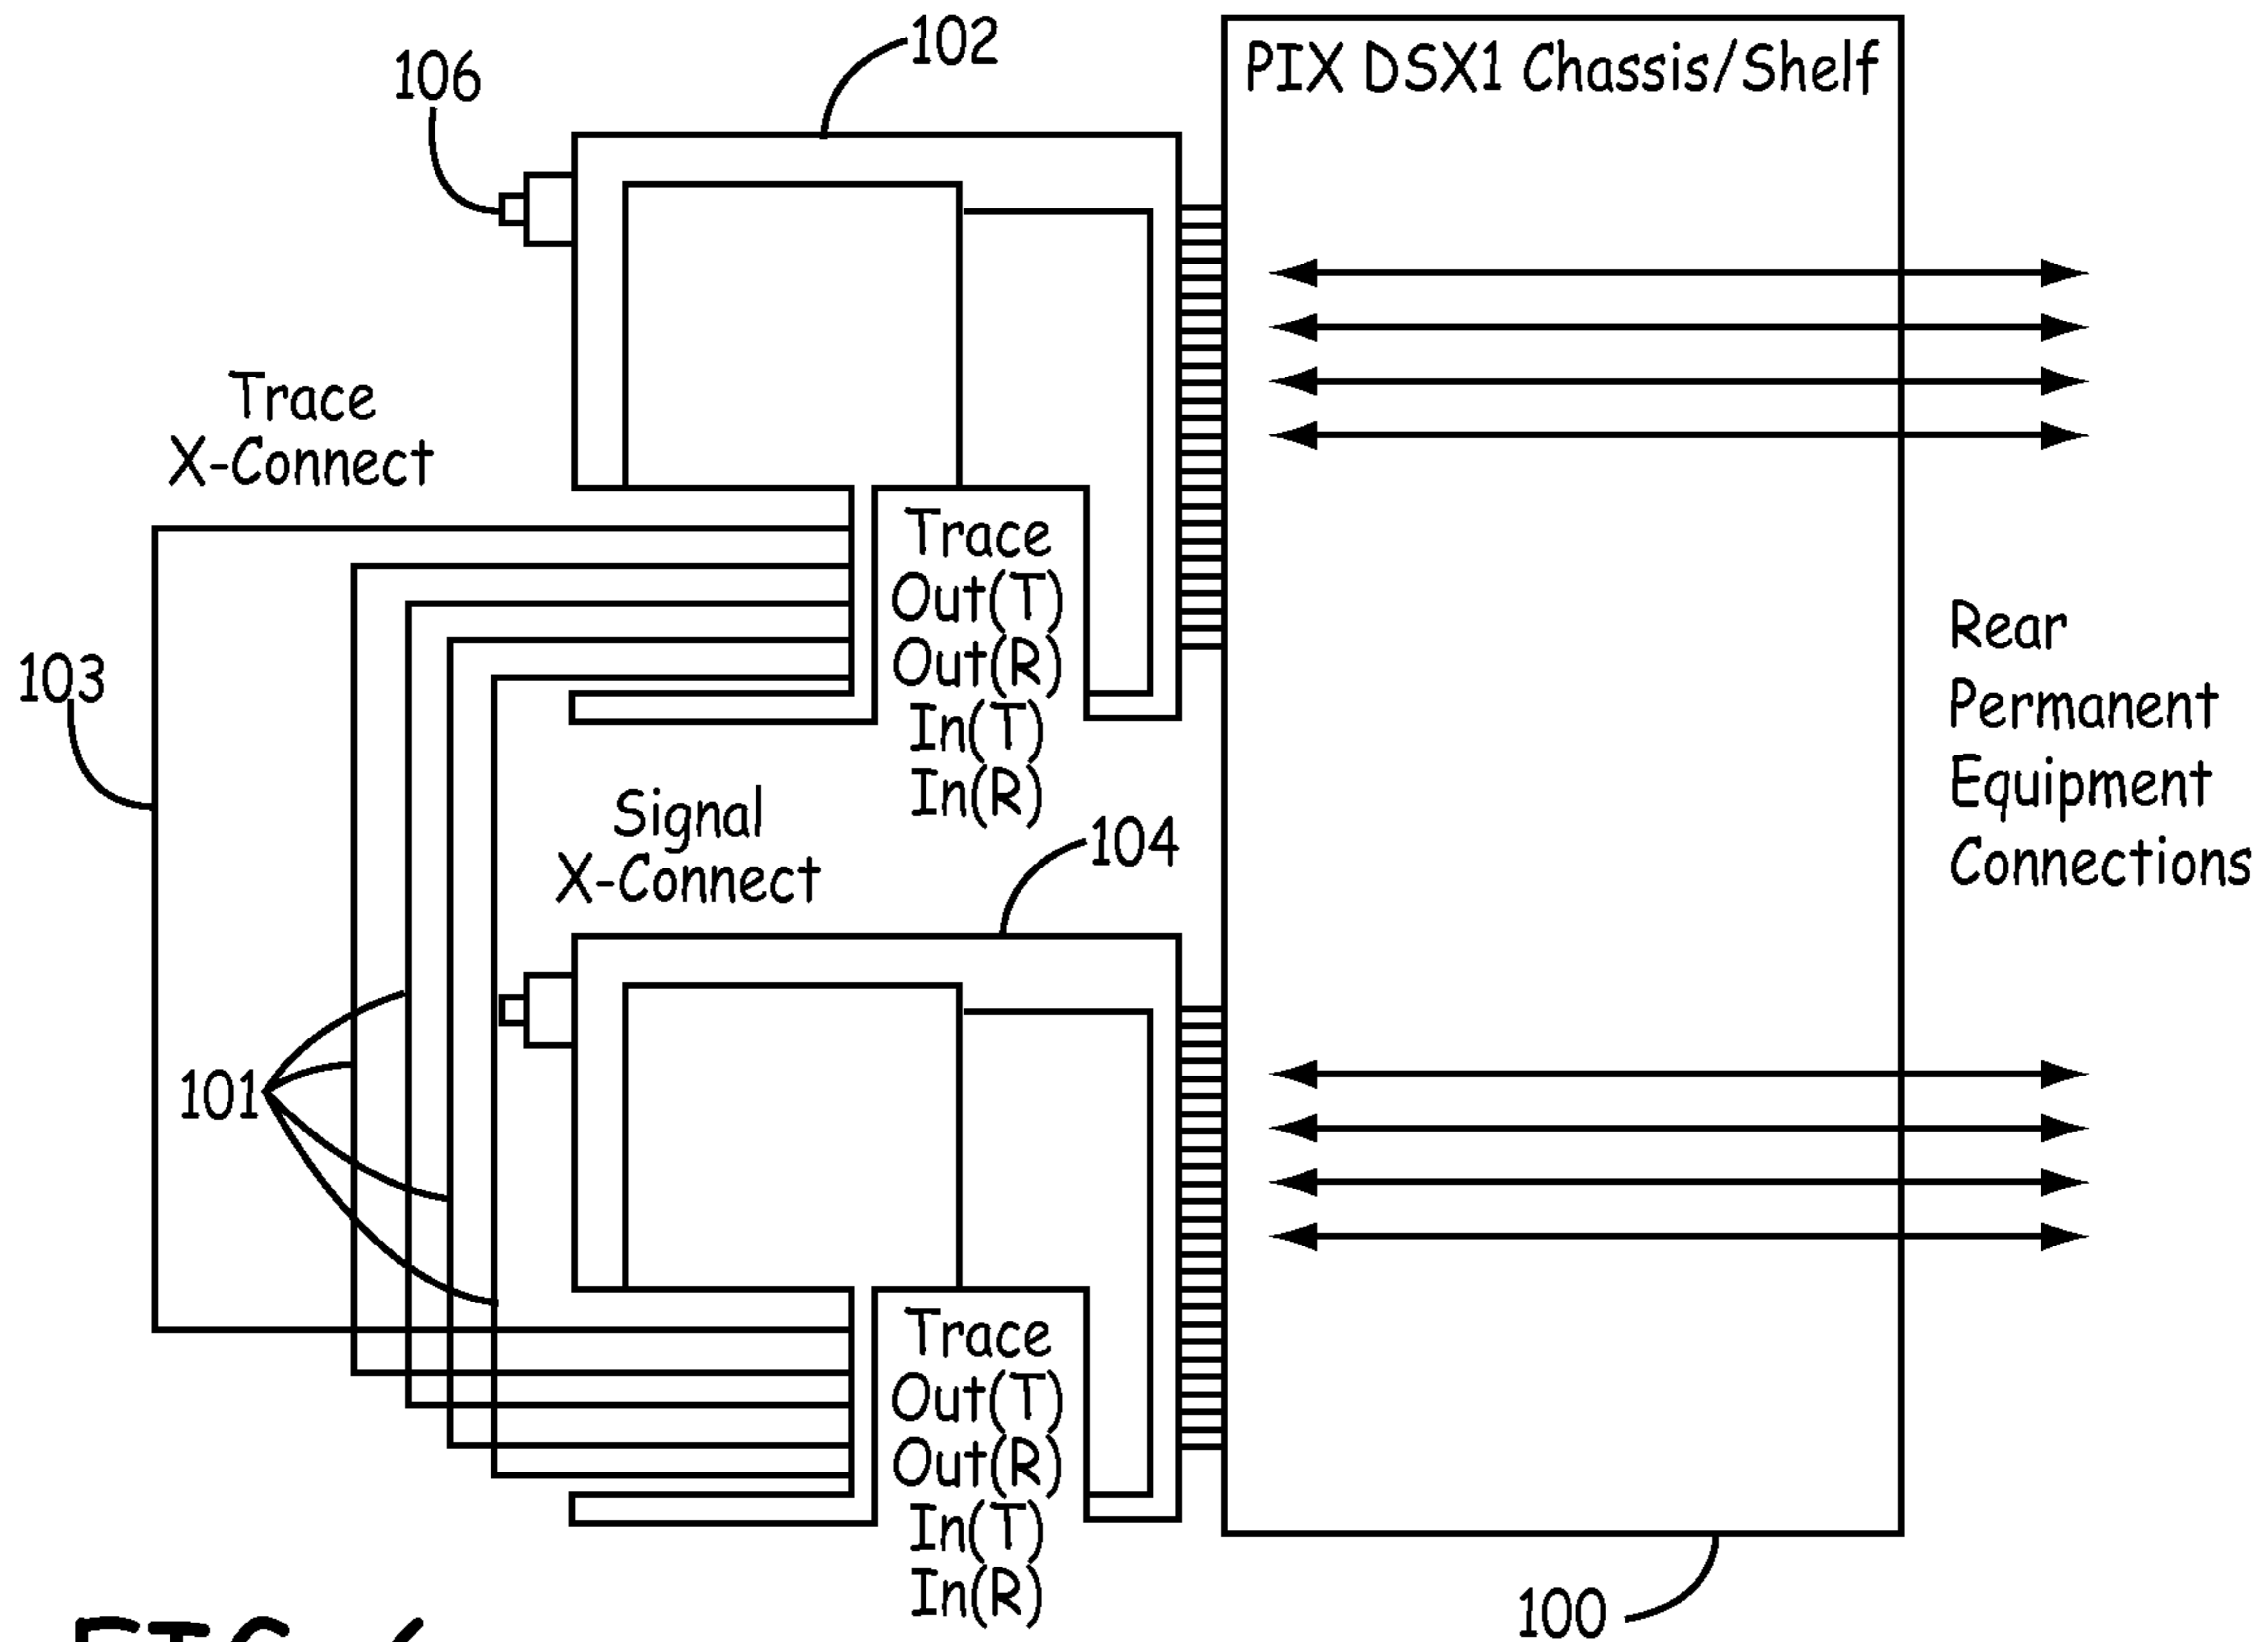 102
106
PIX DSX1 Chassis/Shelf
Trace
X-Connect
Trace
Out(T)
Out(R)
In(T)
In(R)
103
Rear
Permanent
Equipment
Connections
Signal
X-Connect
104
101
Trace
Out(T)
Out(R)
In(T)
In(R)
100